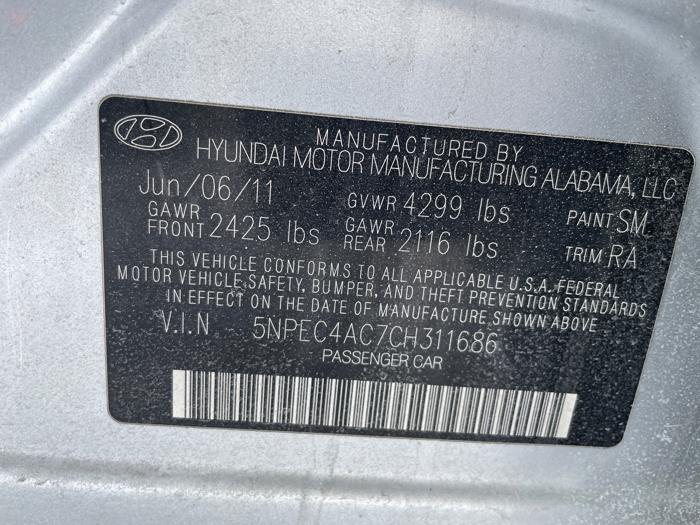 MANUFACTURED BY
HYUNDAI MOTOR MANUFACTURING ALABAMA, LLC
Jun/06/11 GVWR 4299 lbs PAINT SM
GAWR FRONT 2425 lbs GAWR REAR 2116 lbs TRIM RA
THIS VEHICLE CONFORMS TO ALL APPLICABLE U.S.A. FEDERAL
MOTOR VEHICLE SAFETY, BUMPER, AND THEFT PREVENTION STANDARDS
IN EFFECT ON THE DATE OF MANUFACTURE SHOWN ABOVE
V.I.N 5NPEC4AC7CH311686
PASSENGER CAR